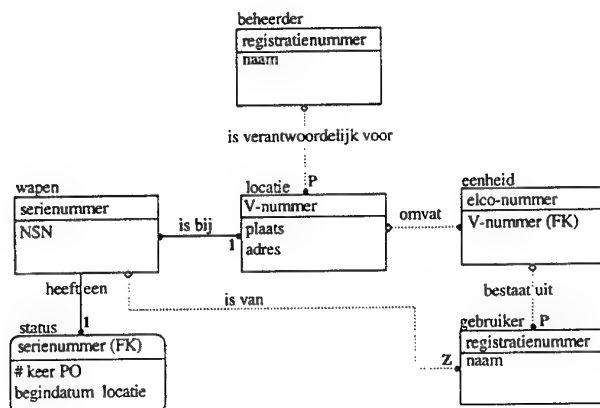 beheerder
registratienummer
naam
is verantwoordelijk voor
P
wapen
serienummer
NSN
is bij
1
locatie
V-nummer
plaats
adres
omvat
eenheid
elco-nummer
V-nummer (FK)
heeft een
1
is van
bestaat uit
P
status
serienummer (FK)
# keer PO
begindatum locatie
gebruiker
registratienummer
naam
Z